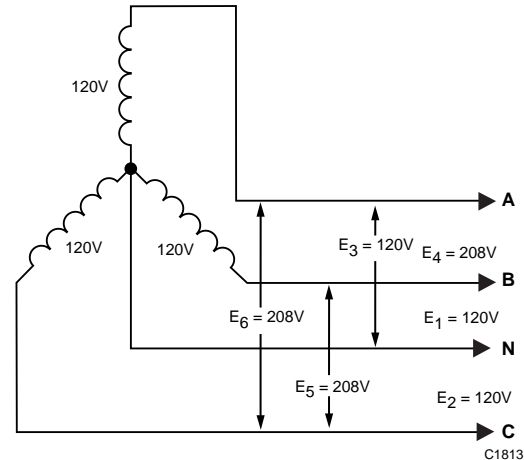 120V
A
E3 = 120V
E4 = 208V
120V
120V
B
E6 = 208V
E1 = 120V
N
E5 = 208V
E2 = 120V
C
C1813